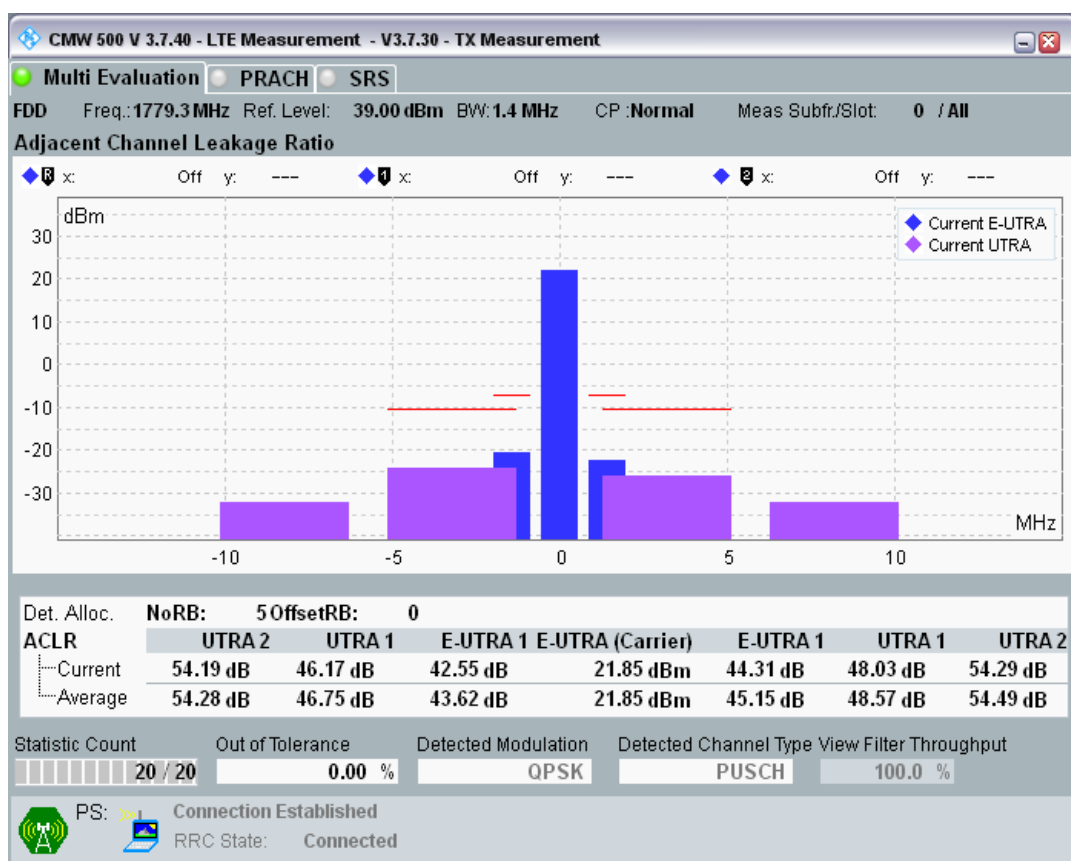 CMW 500 V 3.7.40 - LTE Measurement - V3.7.30 - TX Measurement
Multi Evaluation PRACH SRS
FDD Freq.: 1779.3 MHz Ref. Level: 39.00 dBm BW: 1.4 MHz CP :Normal Meas Subfr./Slot: 0 / All
Adjacent Channel Leakage Ratio
R x: Off y: --- 1 x: Off y: --- 2 x: Off y: ---
dBm
Current E-UTRA
Current UTRA
30
20
10
0
-10
-20
-30
MHz
-10 -5 0 5 10
Det. Alloc. NoRB: 5 OffsetRB: 0
ACLR UTRA 2 UTRA 1 E-UTRA 1 E-UTRA (Carrier) E-UTRA 1 UTRA 1 UTRA 2
Current 54.19 dB 46.17 dB 42.55 dB 21.85 dBm 44.31 dB 48.03 dB 54.29 dB
Average 54.28 dB 46.75 dB 43.62 dB 21.85 dBm 45.15 dB 48.57 dB 54.49 dB
Statistic Count Out of Tolerance Detected Modulation Detected Channel Type View Filter Throughput
20 / 20 0.00 % QPSK PUSCH 100.0 %
PS: Connection Established
RRC State: Connected